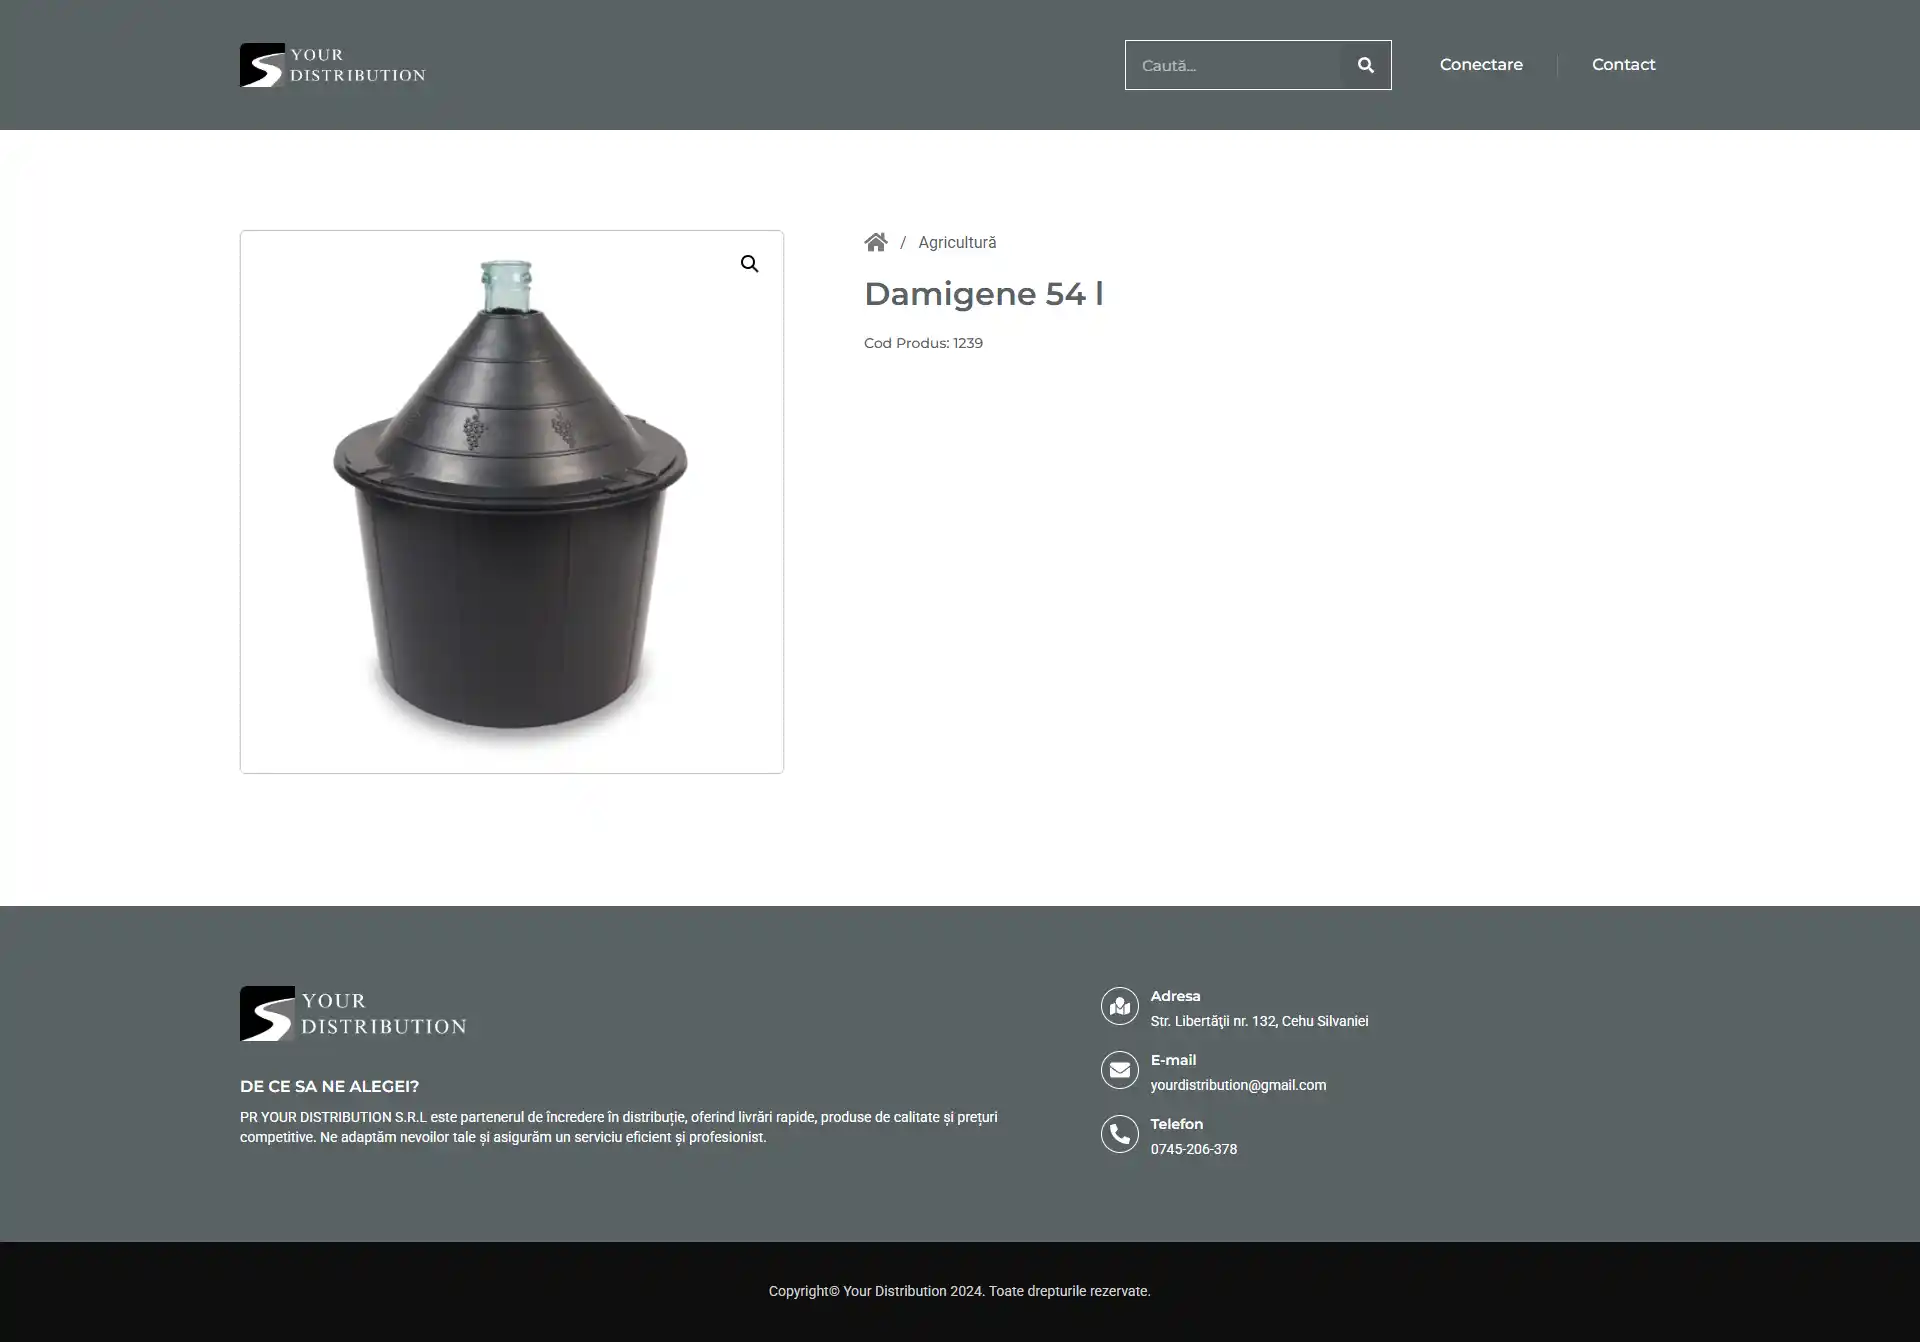 YOUR
DISTRIBUTION
Caută...
Conectare
Contact
/ Agricultură
Damigene 54 l
Cod Produs: 1239
YOUR
DISTRIBUTION
DE CE SA NE ALEGEI?
PR YOUR DISTRIBUTION S.R.L este partenerul de încredere în distribuție, oferind livrări rapide, produse de calitate și prețuri
competitive. Ne adaptăm nevoilor tale și asigurăm un serviciu eficient și profesionist.
Adresa
Str. Libertăţii nr. 132, Cehu Silvaniei
E-mail
yourdistribution@gmail.com
Telefon
0745-206-378
Copyright© Your Distribution 2024. Toate drepturile rezervate.